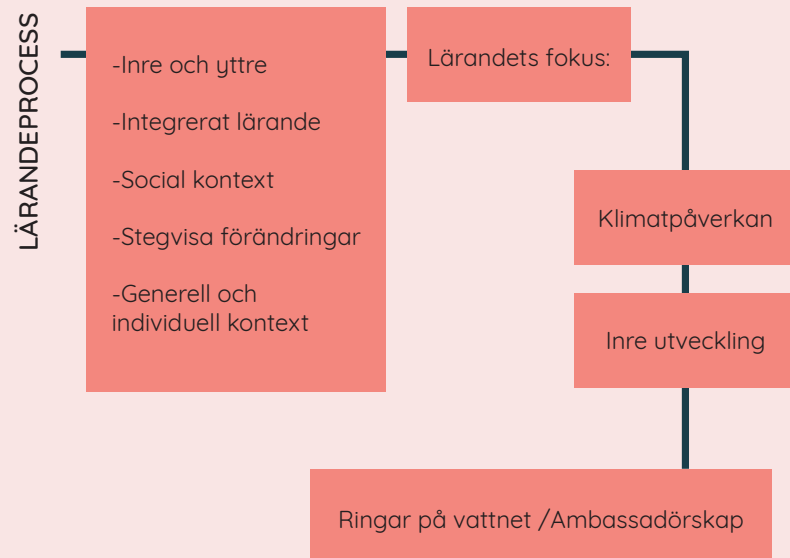 LÄRANDEPROCESS
-Inre och yttre
-Integrerat lärande
-Social kontext
-Stegvisa förändringar
-Generell och
individuell kontext
Lärandets fokus:
Klimatpåverkan
Inre utveckling
Ringar på vattnet /Ambassadörskap